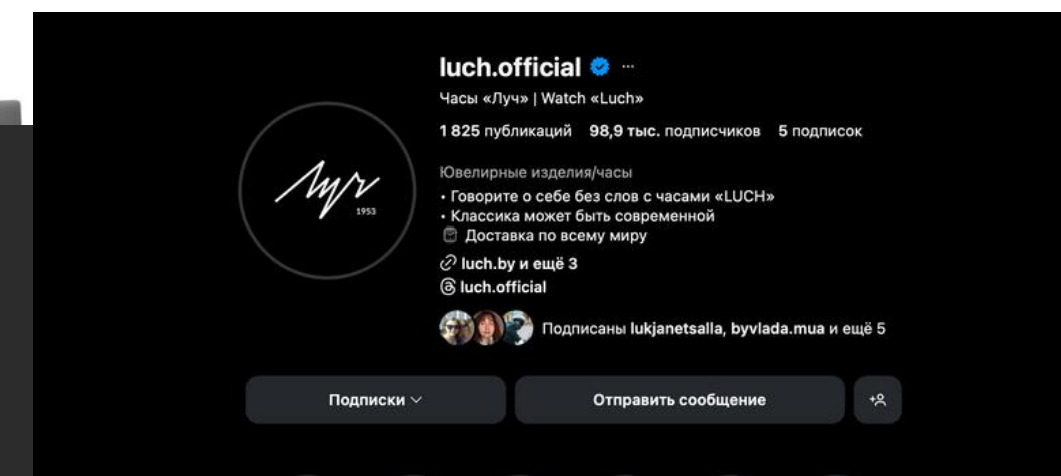 luch.official ...
Часы «Луч» | Watch «Luch»
1 825 публикаций 98,9 тыс. подписчиков 5 подписок
Луч
1953
Ювелирные изделия/часы
• Говорите о себе без слов с часами «LUCH»
• Классика может быть современной
Доставка по всему миру
luch.by и ещё 3
luch.official
Подписаны lukjanetsalla, byvlada.mua и ещё 5
Подписки
Отправить сообщение